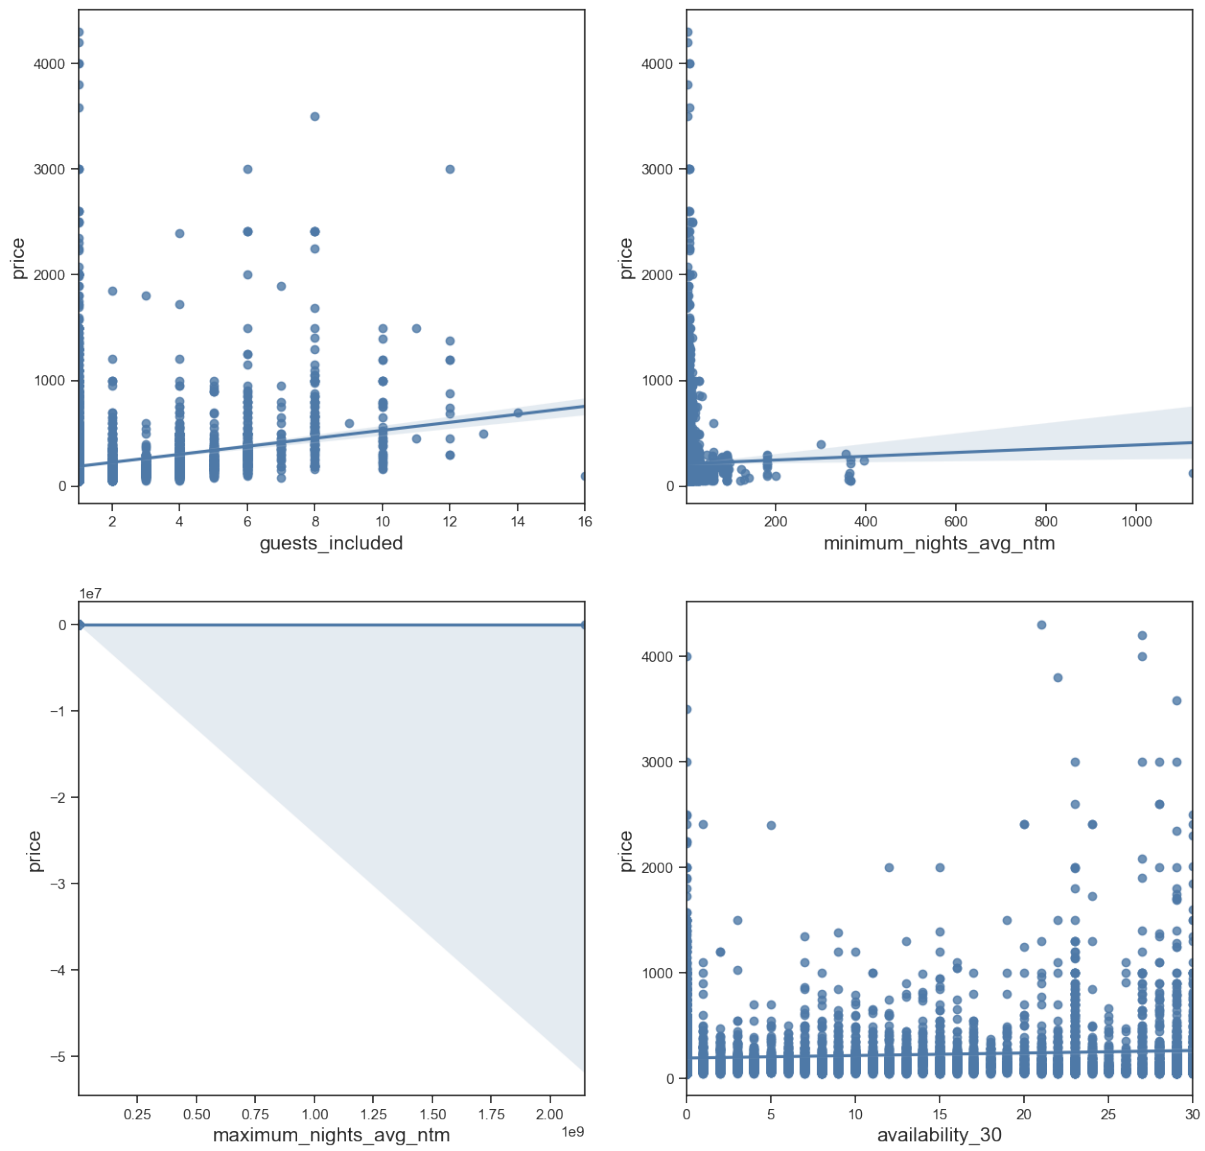 4000
3000
2000
1000
0
price
2 4 6 8 10 12 14 16
guests_included
4000
3000
2000
1000
0
price
200 400 600 800 1000
minimum_nights_avg_ntm
1e7
0
−1
−2
−3
−4
−5
price
0.25 0.50 0.75 1.00 1.25 1.50 1.75 2.00
1e9
maximum_nights_avg_ntm
4000
3000
2000
1000
0
price
0 5 10 15 20 25 30
availability_30